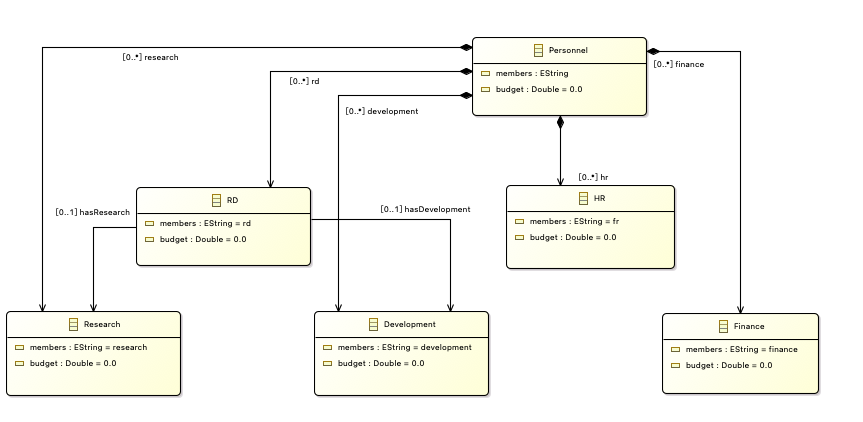 Personnel
members : EString
budget : Double = 0.0
[0..*] research
[0..*] rd
[0..*] development
[0..*] finance
[0..*] hr
RD
members : EString = rd
budget : Double = 0.0
HR
members : EString = fr
budget : Double = 0.0
[0..1] hasResearch
[0..1] hasDevelopment
Research
members : EString = research
budget : Double = 0.0
Development
members : EString = development
budget : Double = 0.0
Finance
members : EString = finance
budget : Double = 0.0